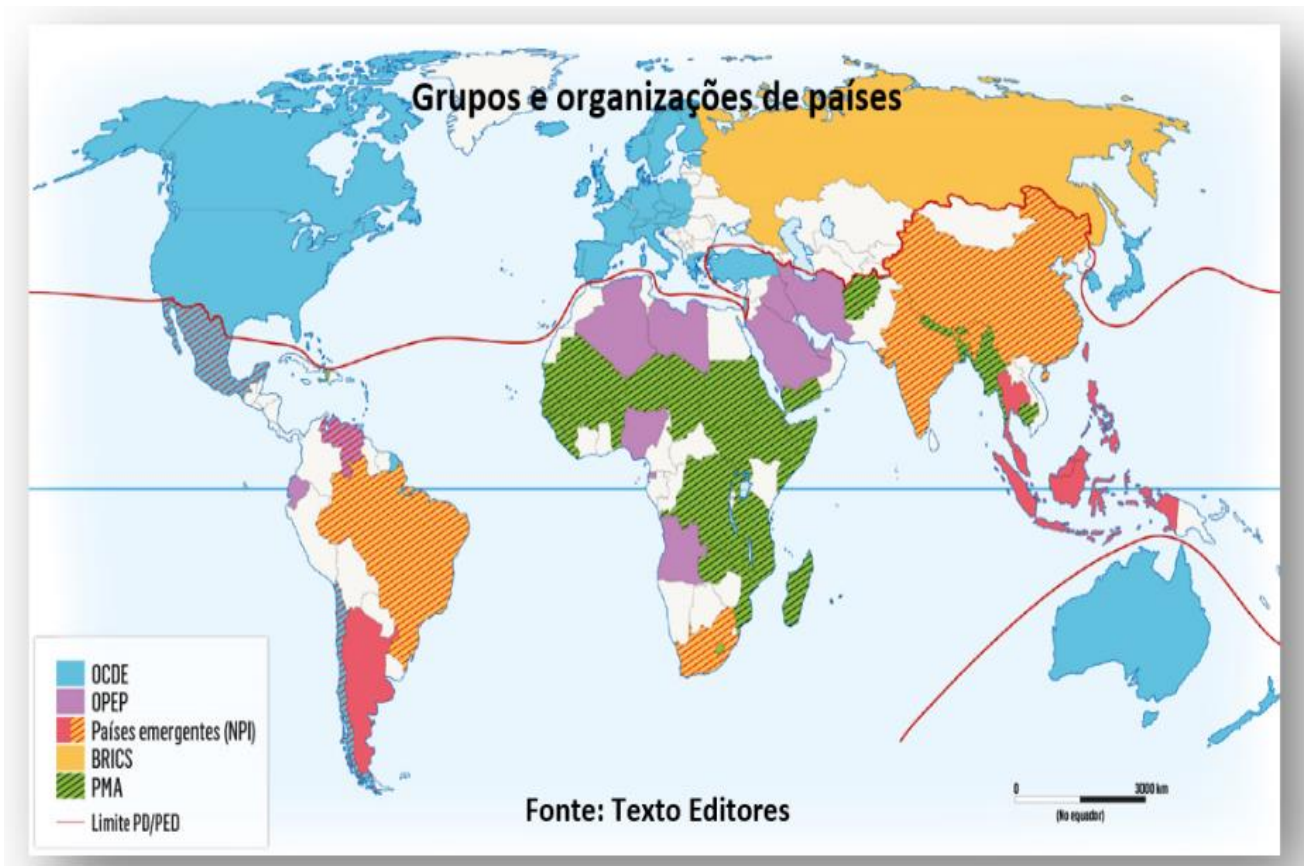 Grupos e organizações de países
OCDE
OPEP
Países emergentes (NPI)
BRICS
PMA
Limite PD/PED
Fonte: Texto Editores
0 3000 km
(No equador)